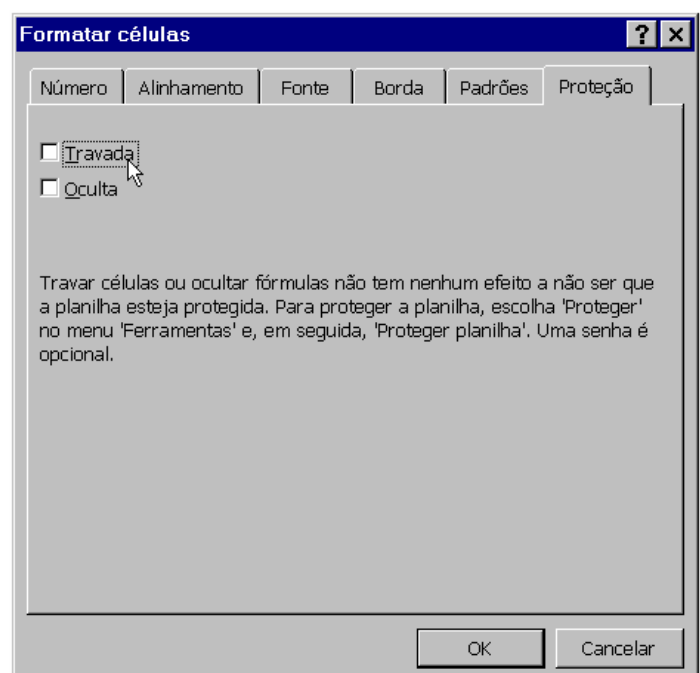 Formatar células
Número Alinhamento Fonte Borda Padrões Proteção
Travada
Oculta
Travar células ou ocultar fórmulas não tem nenhum efeito a não ser que
a planilha esteja protegida. Para proteger a planilha, escolha 'Proteger'
no menu 'Ferramentas' e, em seguida, 'Proteger planilha'. Uma senha é
opcional.
OK Cancelar